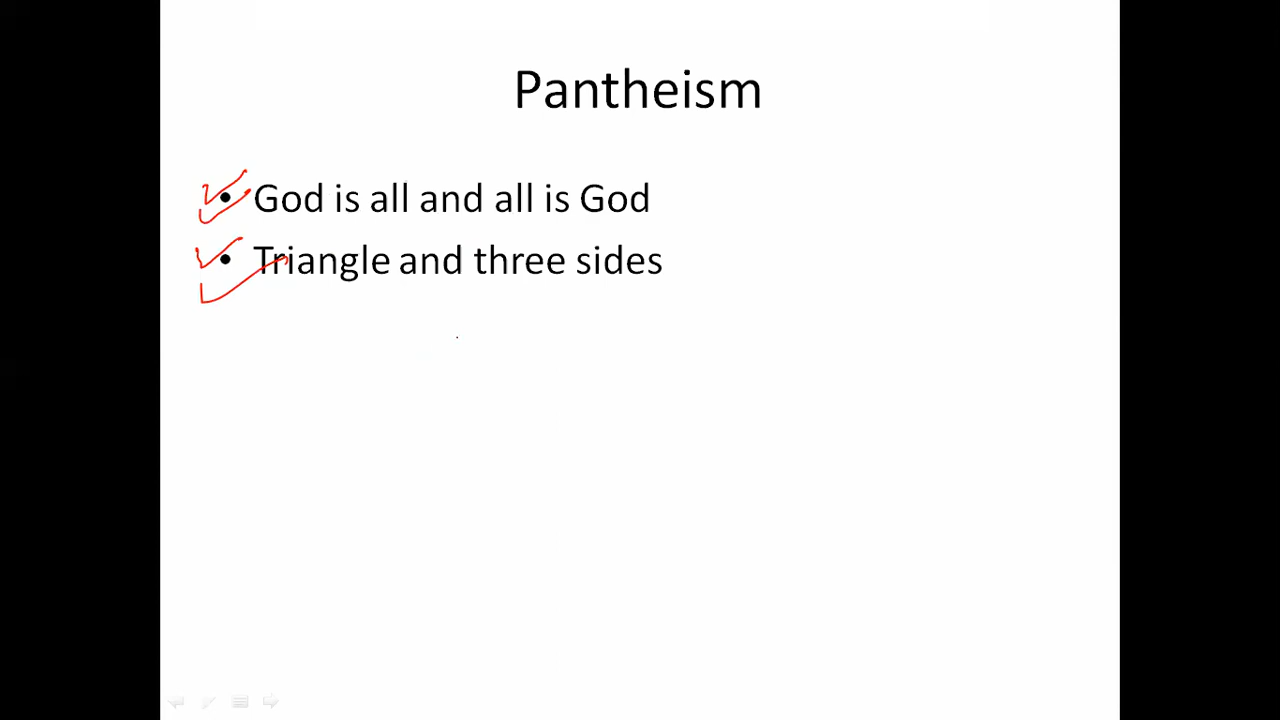 Pantheism
• God is all and all is God
• Triangle and three sides